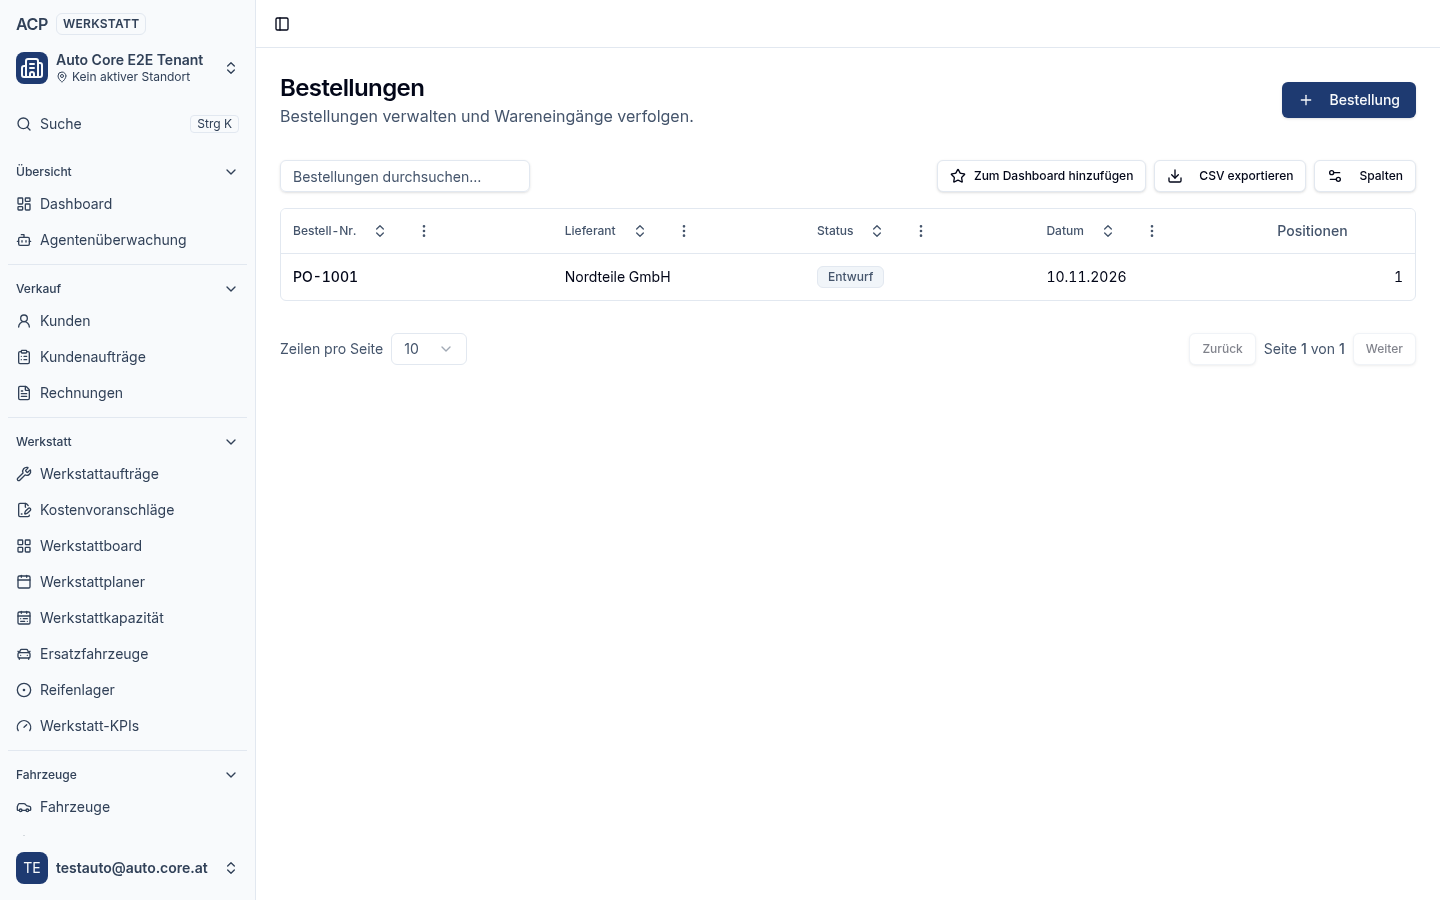 ACP WERKSTATT
Auto Core E2E Tenant
Kein aktiver Standort
Suche Strg K
Übersicht
Dashboard
Agentenüberwachung
Verkauf
Kunden
Kundenaufträge
Rechnungen
Werkstatt
Werkstattaufträge
Kostenvoranschläge
Werkstattboard
Werkstattplaner
Werkstattkapazität
Ersatzfahrzeuge
Reifenlager
Werkstatt-KPIs
Fahrzeuge
Fahrzeuge
TE testauto@auto.core.at
Bestellungen
Bestellungen verwalten und Wareneingänge verfolgen.
Bestellung
Bestellungen durchsuchen...
Zum Dashboard hinzufügen CSV exportieren Spalten
Bestell-Nr. Lieferant Status Datum Positionen
PO-1001 Nordteile GmbH Entwurf 10.11.2026 1
Zeilen pro Seite 10 Zurück Seite 1 von 1 Weiter